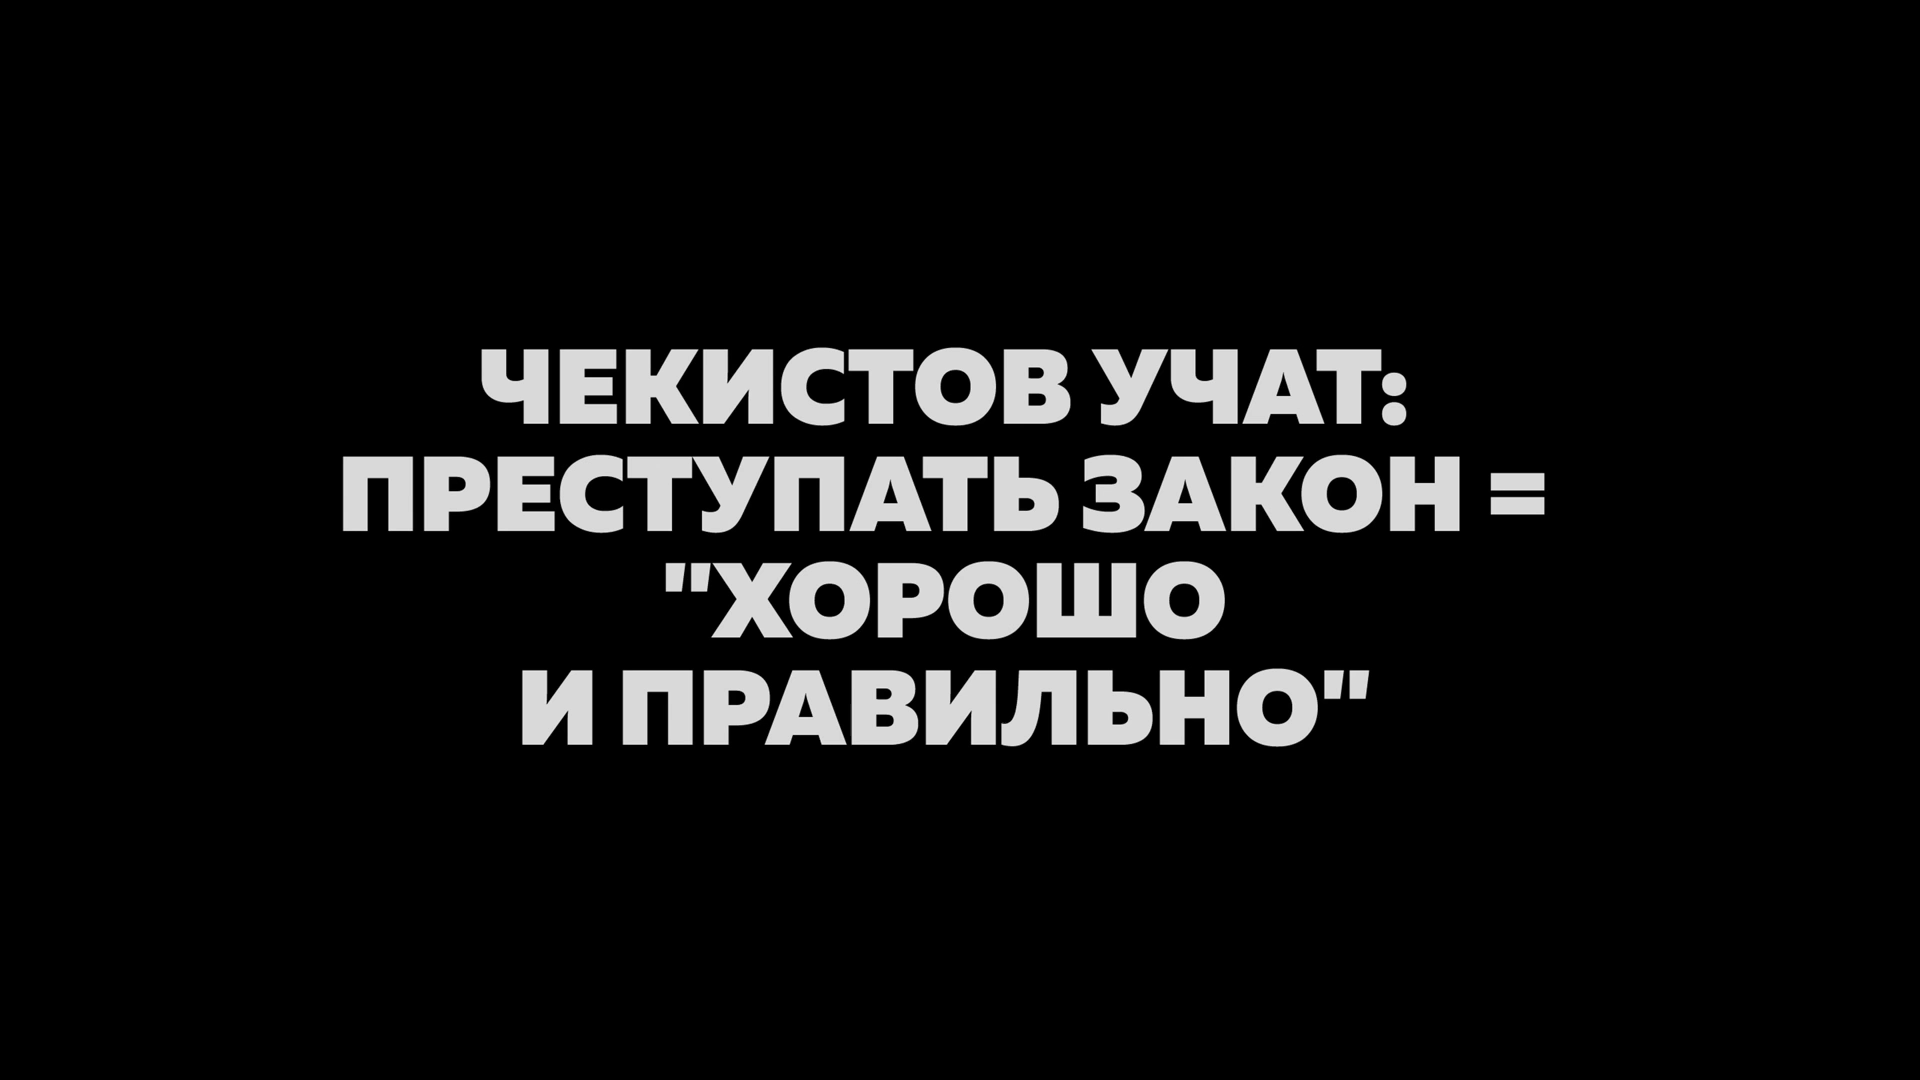 ЧЕКИСТОВ УЧАТ:
ПРЕСТУПАТЬ ЗАКОН =
"ХОРОШО
И ПРАВИЛЬНО"